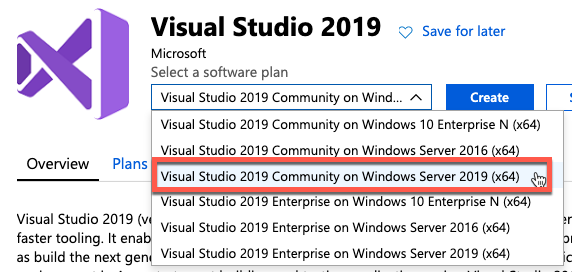 Visual Studio 2019
Save for later
Microsoft
Select a software plan
Visual Studio 2019 Community on Wind...
Create
S
Visual Studio 2019 Community on Windows 10 Enterprise N (x64)
Visual Studio 2019 Community on Windows Server 2016 (x64)
Overview Plans
Visual Studio 2019 Community on Windows Server 2019 (x64)
Visual Studio 2019 Enterprise on Windows 10 Enterprise N (x64)
Visual Studio 2019 Enterprise on Windows Server 2016 (x64)
Visual Studio 2019 Enterprise on Windows Server 2019 (x64)
Visual Studio 2019 (ve
faster tooling. It enab
as build the next gene